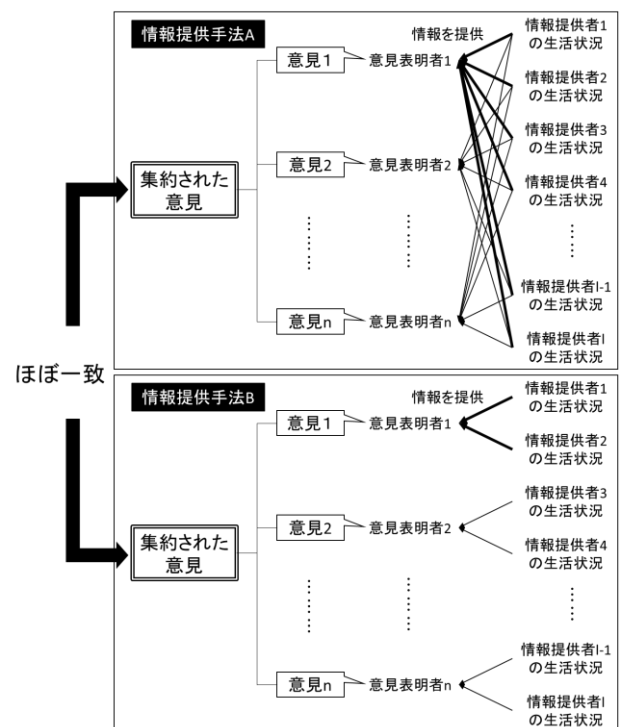 情報提供手法A
情報を提供
情報提供者1
の生活状況
意見1
意見表明者1
情報提供者2
の生活状況
情報提供者3
の生活状況
意見2
意見表明者2
集約された
意見
情報提供者4
の生活状況
意見n
意見表明者n
情報提供者l-1
の生活状況
情報提供者l
の生活状況
ほぼ一致
情報提供手法B
情報を提供
情報提供者1
の生活状況
意見1
意見表明者1
情報提供者2
の生活状況
情報提供者3
の生活状況
意見2
意見表明者2
集約された
意見
情報提供者4
の生活状況
意見n
意見表明者n
情報提供者l-1
の生活状況
情報提供者l
の生活状況